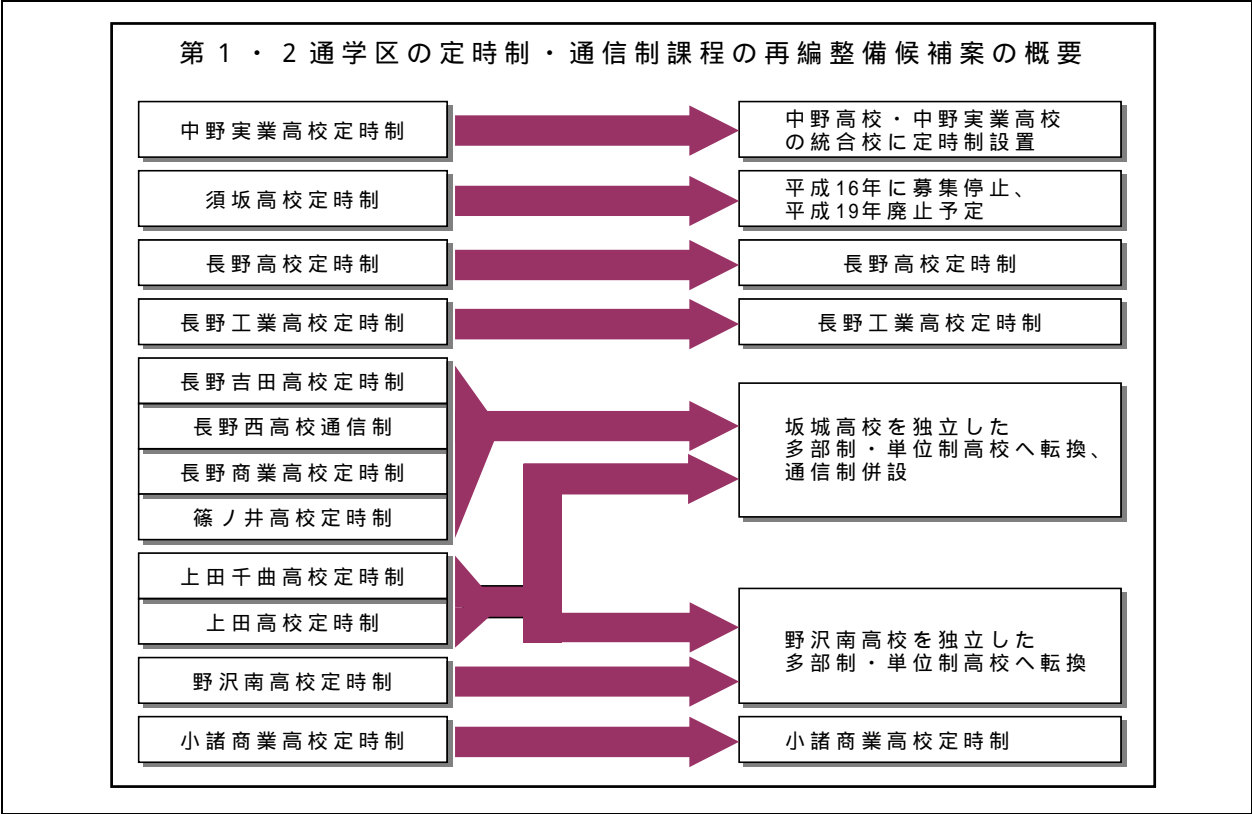 第1・2通学区の定時制・通信制課程の再編整備候補案の概要
中野実業高校定時制
中野高校・中野実業高校
の統合校に定時制設置
須坂高校定時制
平成16年に募集停止、
平成19年廃止予定
長野高校定時制
長野高校定時制
長野工業高校定時制
長野工業高校定時制
長野吉田高校定時制
長野西高校通信制
長野商業高校定時制
篠ノ井高校定時制
坂城高校を独立した
多部制・単位制高校へ転換、
通信制併設
上田千曲高校定時制
上田高校定時制
野沢南高校定時制
野沢南高校を独立した
多部制・単位制高校へ転換
小諸商業高校定時制
小諸商業高校定時制